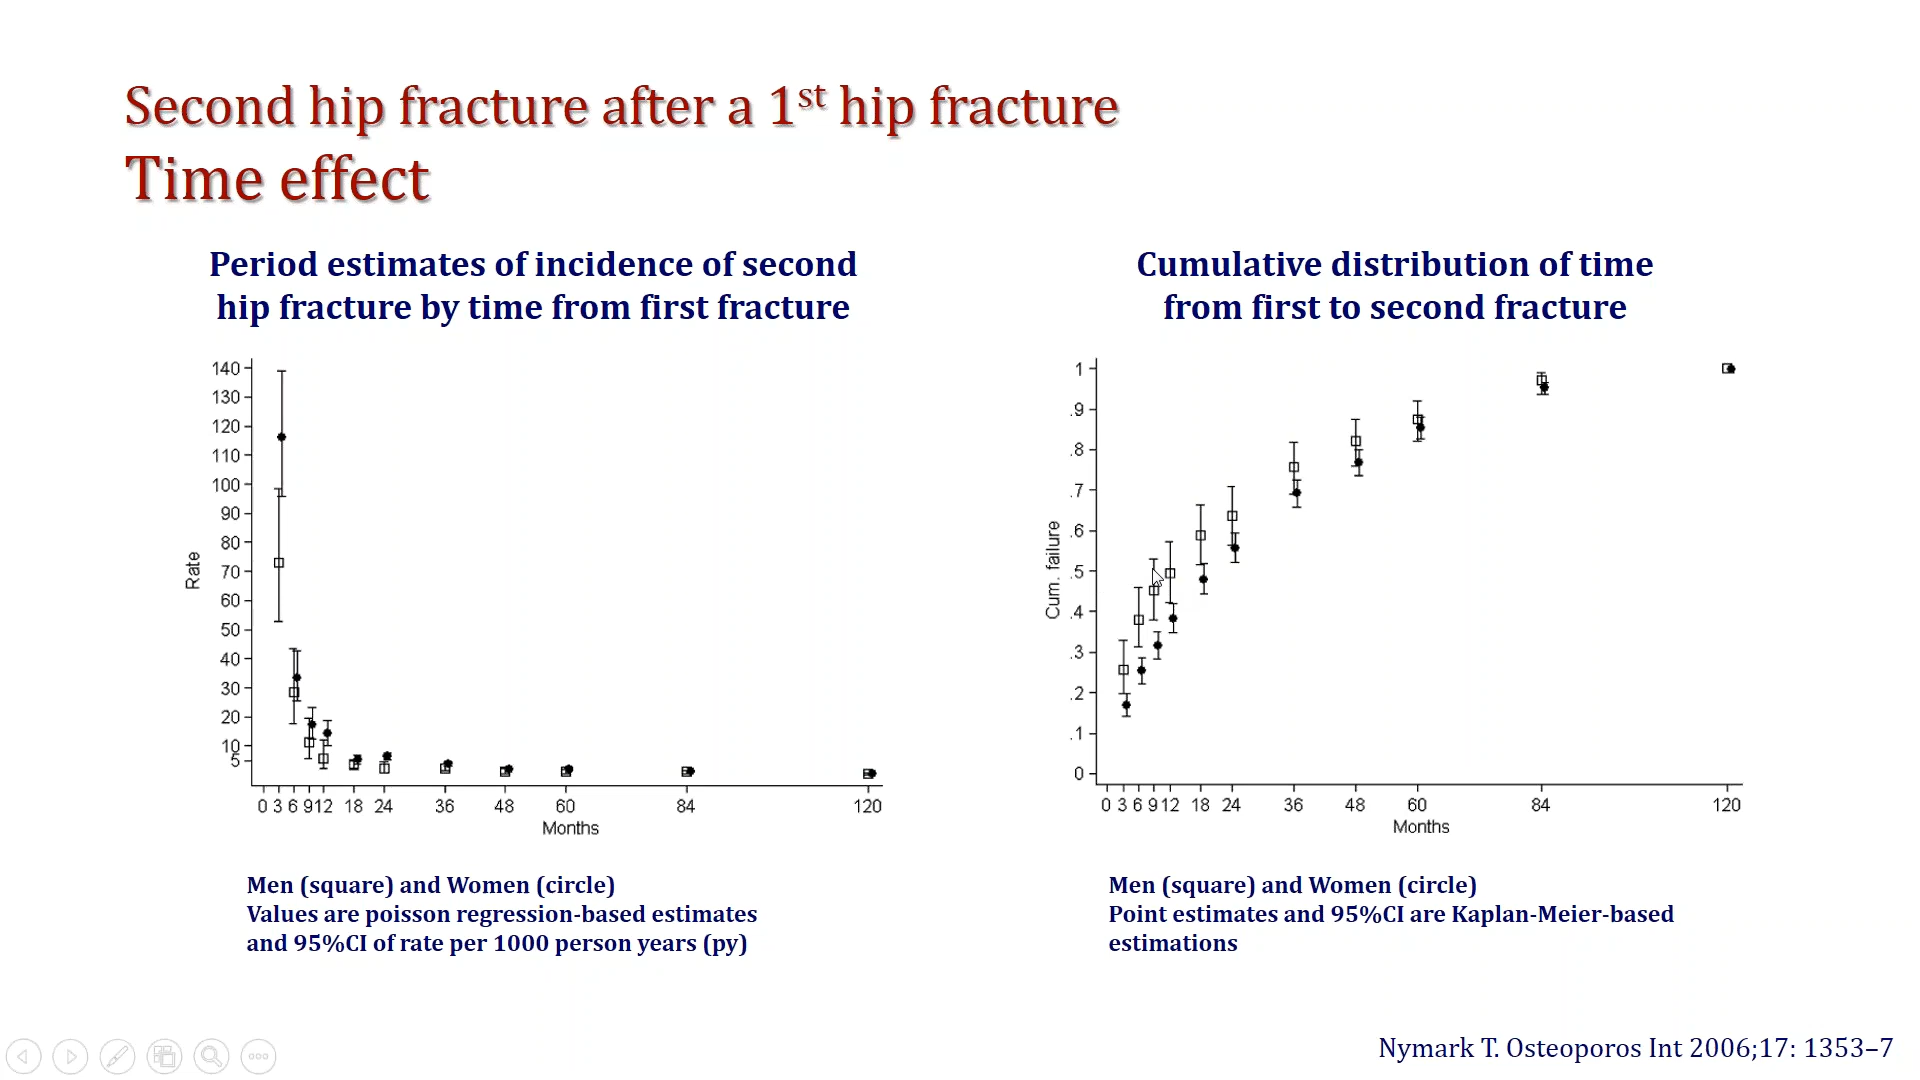 Second hip fracture after a 1st hip fracture
Time effect
Period estimates of incidence of second
hip fracture by time from first fracture
140
130
120
110
100
90
80
70
60
50
40
30
20
10
5
Rate
0 3 6 9 12 18 24 36 48 60 84 120
Months
Men (square) and Women (circle)
Values are poisson regression-based estimates
and 95%CI of rate per 1000 person years (py)
Cumulative distribution of time
from first to second fracture
1
.9
.8
.7
.6
.5
.4
.3
.2
.1
0
Cum. failure
0 3 6 9 12 18 24 36 48 60 84 120
Months
Men (square) and Women (circle)
Point estimates and 95%CI are Kaplan-Meier-based
estimations
Nymark T. Osteoporos Int 2006;17: 1353–7